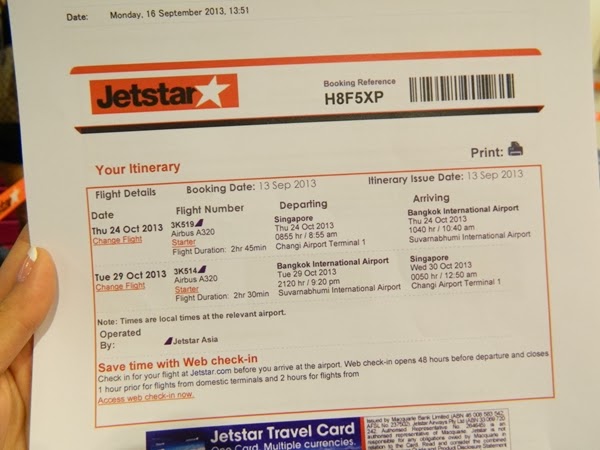 Date: Monday, 16 September 2013, 13:51
Jetstar
Booking Reference
H8F5XP
Your Itinerary
Print:
Flight Details Booking Date: 13 Sep 2013 Itinerary Issue Date: 13 Sep 2013
Date Flight Number Departing Arriving
Thu 24 Oct 2013 3K519 Singapore Bangkok International Airport
Change Flight Airbus A320 Thu 24 Oct 2013 Thu 24 Oct 2013
Starter 0855 hr / 8:55 am 1040 hr / 10:40 am
Flight Duration: 2hr 45min Changi Airport Terminal 1 Suvarnabhumi International Airport
Tue 29 Oct 2013 3K514 Bangkok International Airport Singapore
Change Flight Airbus A320 Tue 29 Oct 2013 Wed 30 Oct 2013
Starter 2120 hr / 9:20 pm 0050 hr / 12:50 am
Flight Duration: 2hr 30min Suvarnabhumi International Airport Changi Airport Terminal 1
Note: Times are local times at the relevant airport.
Operated By: Jetstar Asia
Save time with Web check-in
Check in for your flight at Jetstar.com before you arrive at the airport. Web check-in opens 48 hours before departure and closes
1 hour prior for flights from domestic terminals and 2 hours for flights from
Access web check-in now.
Jetstar Travel Card
One Card. Multiple currencies.